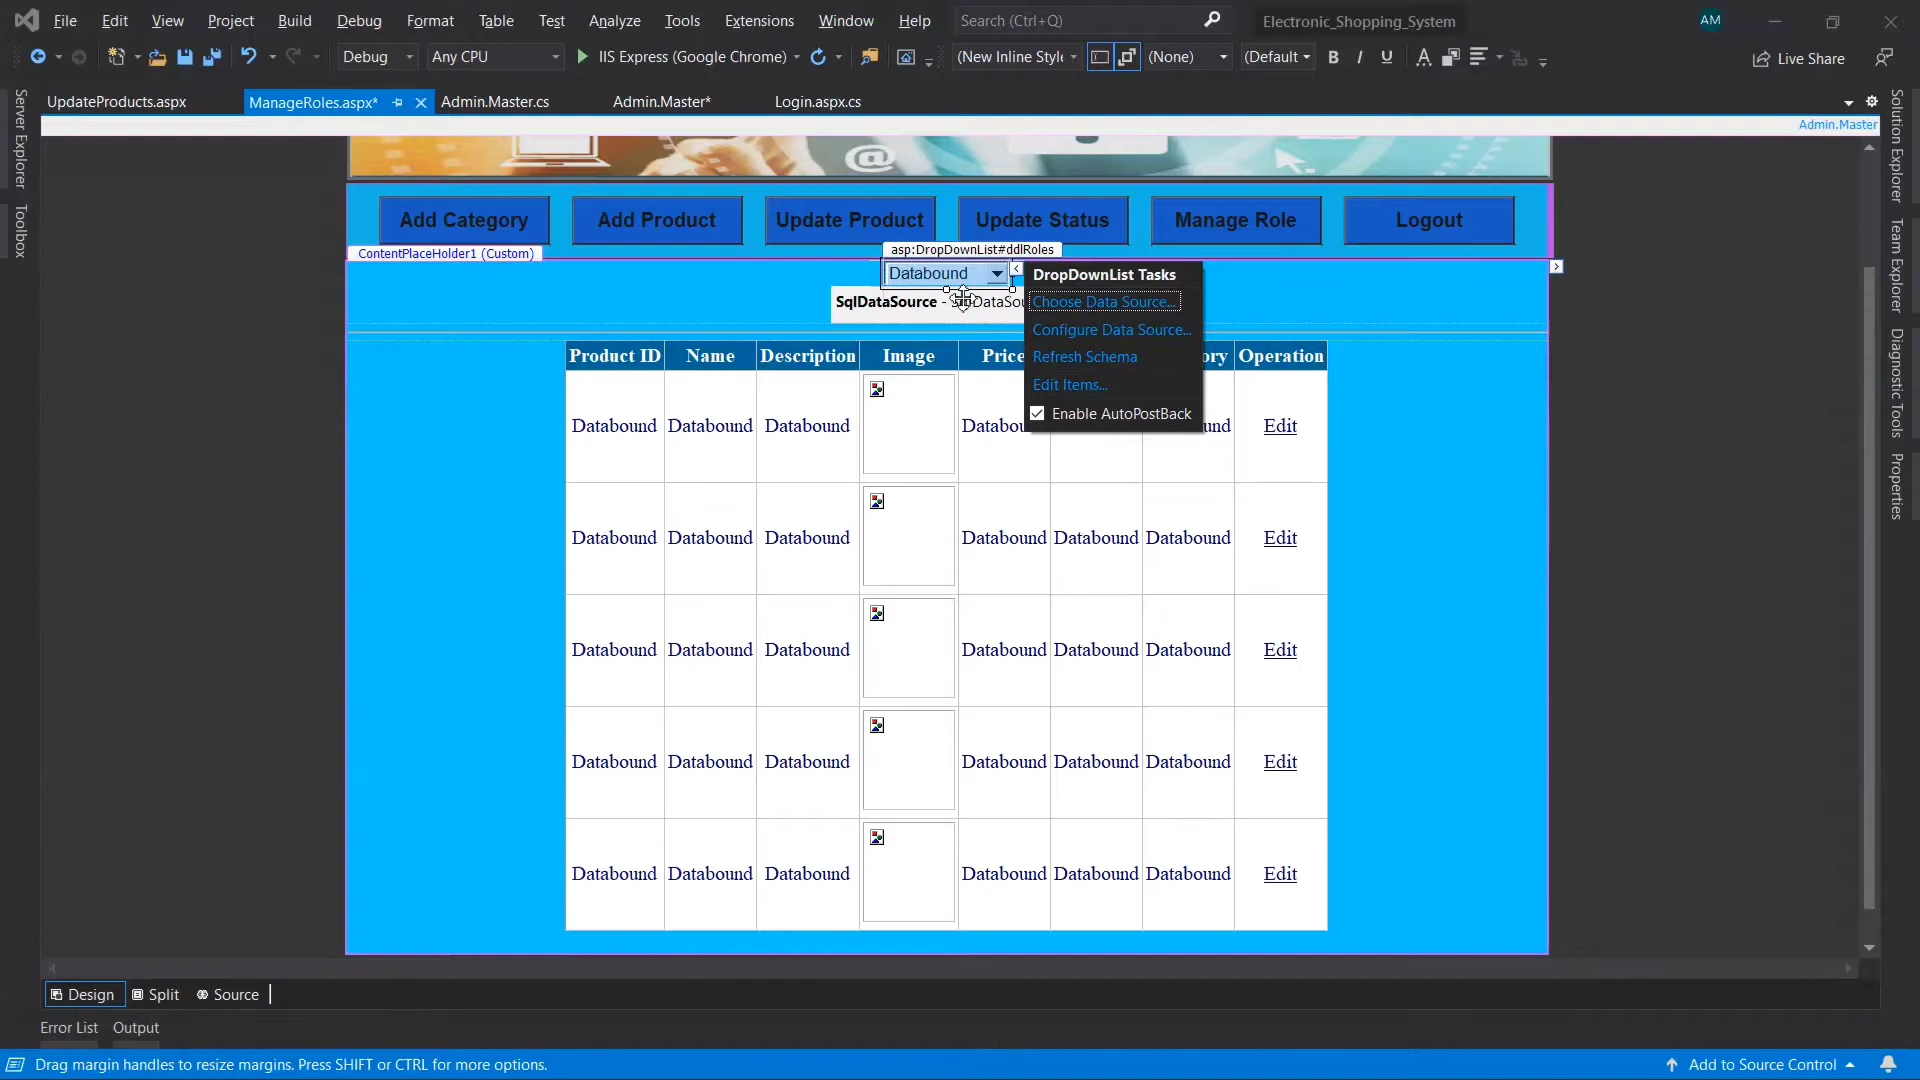 File Edit View Project Build Debug Format Table Test Analyze Tools Extensions Window Help Search (Ctrl+Q) Electronic_Shopping_System AM
Debug Any CPU IIS Express (Google Chrome) (New Inline Style (None) (Default B I U A Live Share
UpdateProducts.aspx ManageRoles.aspx* Admin.Master.cs Admin.Master* Login.aspx.cs
Admin.Master
Server Explorer
Toolbox
Solution Explorer
Team Explorer
Diagnostic Tools
Properties
@
Add Category Add Product Update Product Update Status Manage Role Logout
ContentPlaceHolder1 (Custom)
asp:DropDownList#ddlRoles
Databound
SqlDataSource -
DropDownList Tasks
Choose Data Source...
Configure Data Source...
Refresh Schema
Edit Items...
Enable AutoPostBack
Product ID Name Description Image Price Operation
Databound Databound Databound Edit
Databound Databound Databound Databound Databound Databound Edit
Databound Databound Databound Databound Databound Databound Edit
Databound Databound Databound Databound Databound Databound Edit
Databound Databound Databound Databound Databound Databound Edit
Design Split Source
Error List Output
Drag margin handles to resize margins. Press SHIFT or CTRL for more options. Add to Source Control